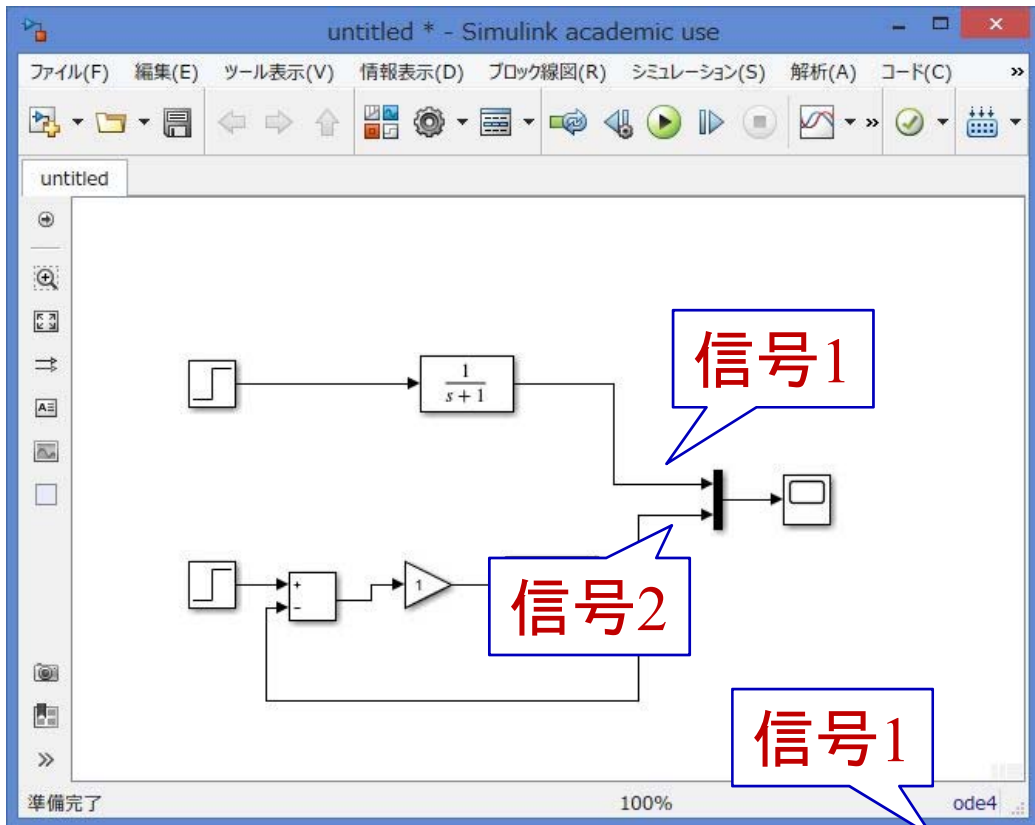 untitled * - Simulink academic use
ファイル(F) 編集(E) ツール表示(V) 情報表示(D) ブロック線図(R) シミュレーション(S) 解析(A) コード(C) »
»
untitled
A
信号1
1
s + 1
+
−
1
信号2
信号1
»
準備完了 100% ode4